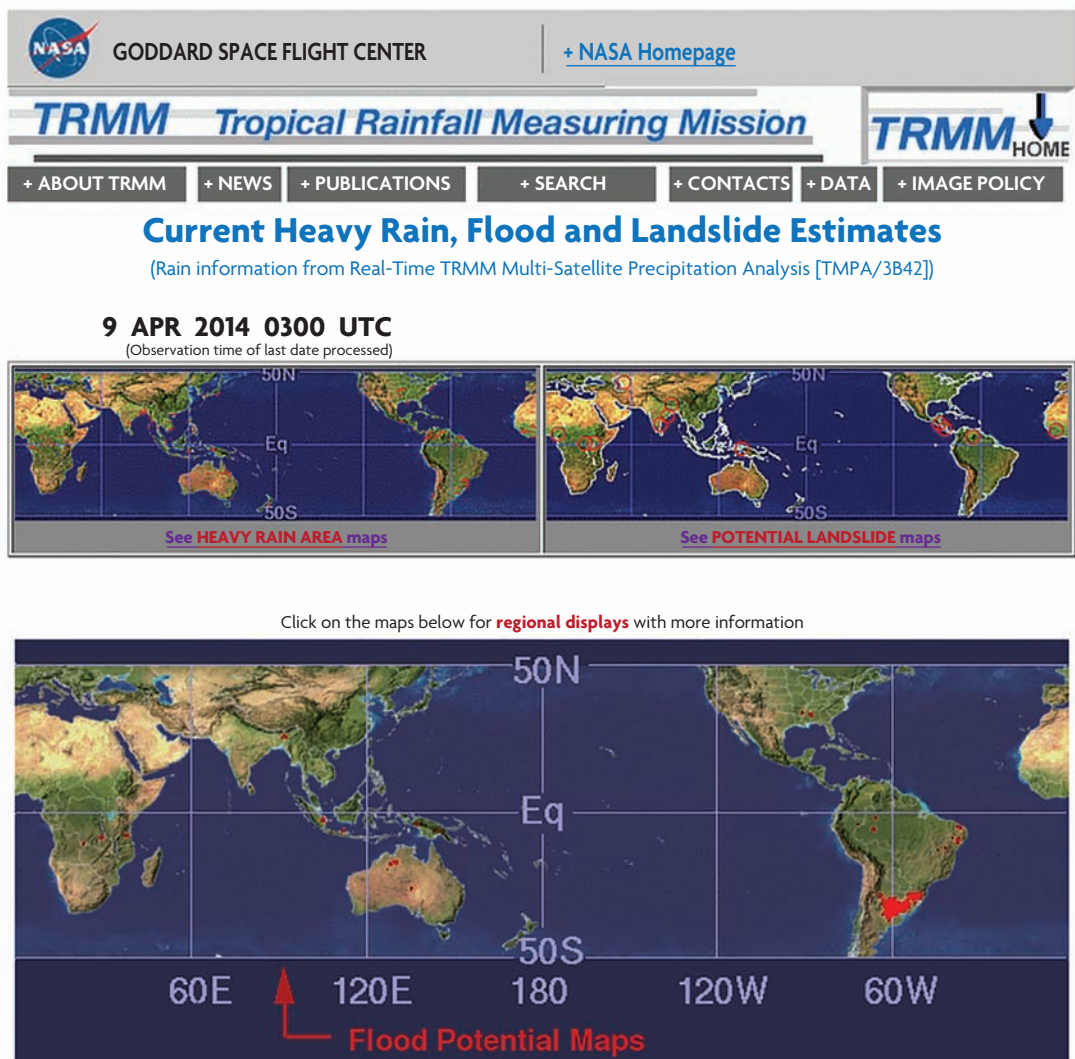 NASA
GODDARD SPACE FLIGHT CENTER
+ NASA Homepage
TRMM Tropical Rainfall Measuring Mission
TRMM HOME
+ ABOUT TRMM + NEWS + PUBLICATIONS + SEARCH + CONTACTS + DATA + IMAGE POLICY
Current Heavy Rain, Flood and Landslide Estimates
(Rain information from Real-Time TRMM Multi-Satellite Precipitation Analysis [TMPA/3B42])
9 APR 2014 0300 UTC
(Observation time of last date processed)
50N
Eq
50S
See HEAVY RAIN AREA maps
50N
Eq
50S
See POTENTIAL LANDSLIDE maps
Click on the maps below for regional displays with more information
50N
Eq
50S
60E 120E 180 120W 60W
Flood Potential Maps